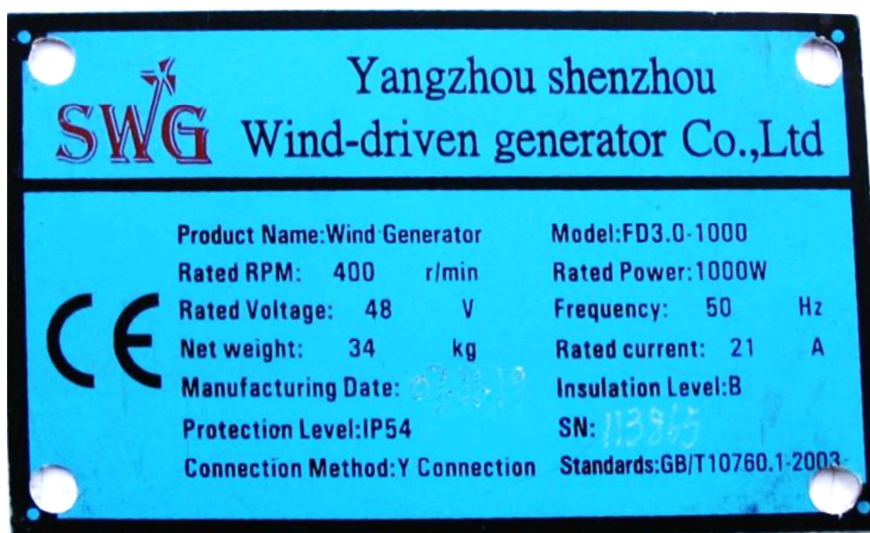 SWG
Yangzhou shenzhou
Wind-driven generator Co.,Ltd
CE
Product Name:Wind Generator Model:FD3.0-1000
Rated RPM: 400 r/min Rated Power:1000W
Rated Voltage: 48 V Frequency: 50 Hz
Net weight: 34 kg Rated current: 21 A
Manufacturing Date: Insulation Level:B
Protection Level:IP54 SN: 113865
Connection Method:Y Connection Standards:GB/T10760.1-2003